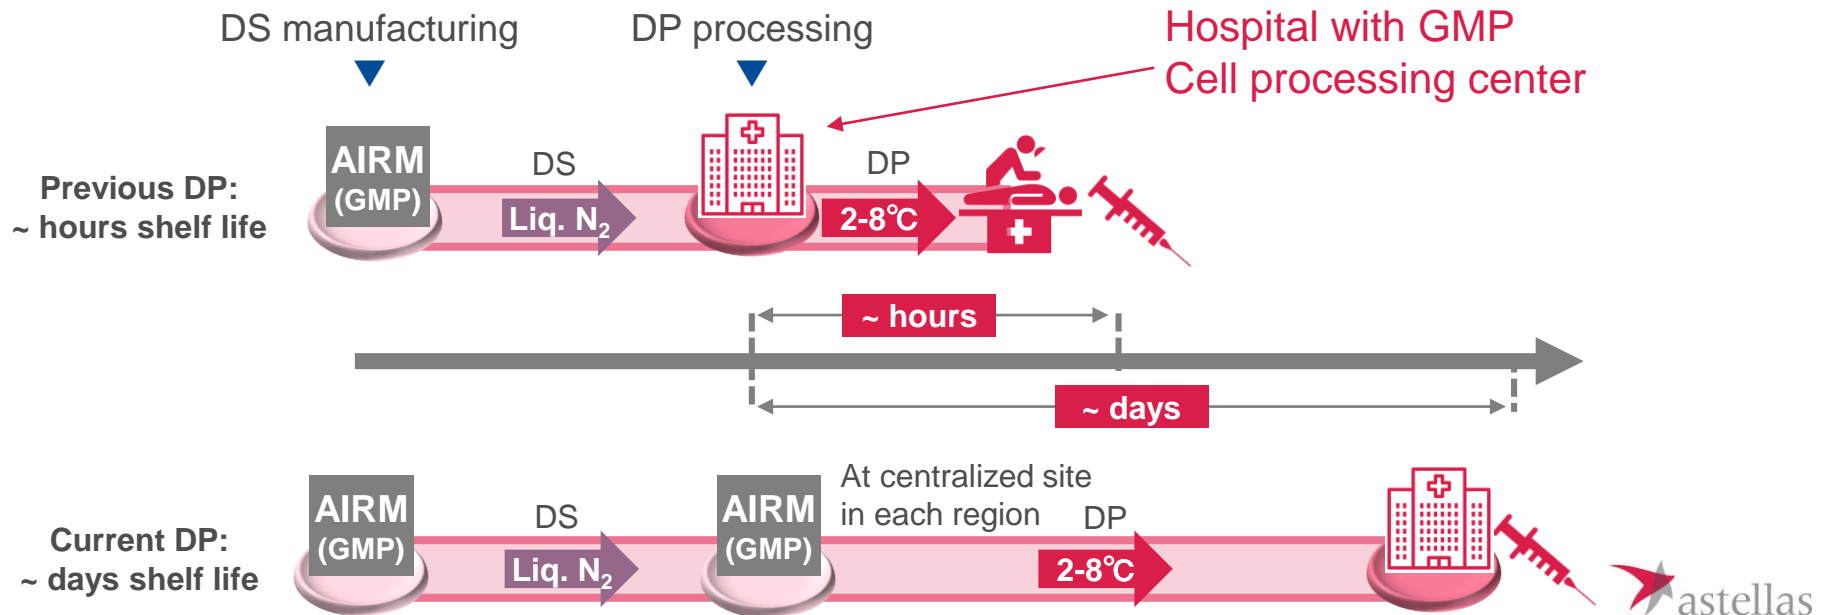 DS manufacturing
DP processing
Hospital with GMP
Cell processing center
Previous DP:
~ hours shelf life
AIRM
(GMP)
DS
Liq. N₂
DP
2-8℃
~ hours
~ days
Current DP:
~ days shelf life
AIRM
(GMP)
DS
Liq. N₂
AIRM
(GMP)
At centralized site
in each region
DP
2-8℃
astellas